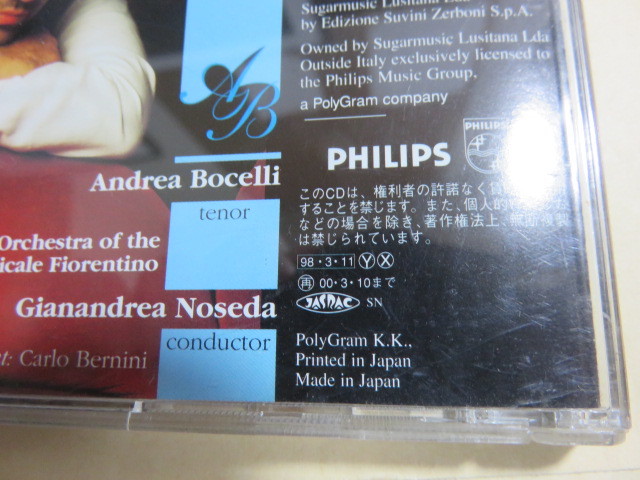 Sugarmusic Lusitana Lda
by Edizione Suvini Zerboni S.p.A.
Owned by Sugarmusic Lusitana Lda
Outside Italy exclusively licensed to
the Philips Music Group.
a PolyGram company
AB
PHILIPS
PHILIPS
Andrea Bocelli
tenor
Orchestra of the
icale Fiorentino
Gianandrea Noseda
conductor
Carlo Bernini
このCDは、権利者の許諾なく賃
することを禁じます。また、個人的
などの場合を除き、著作権法上、無断複製
は禁じられています。
98・3・11 Y X
再 00・3・10まで
JASRAC SN
PolyGram K.K.,
Printed in Japan
Made in Japan